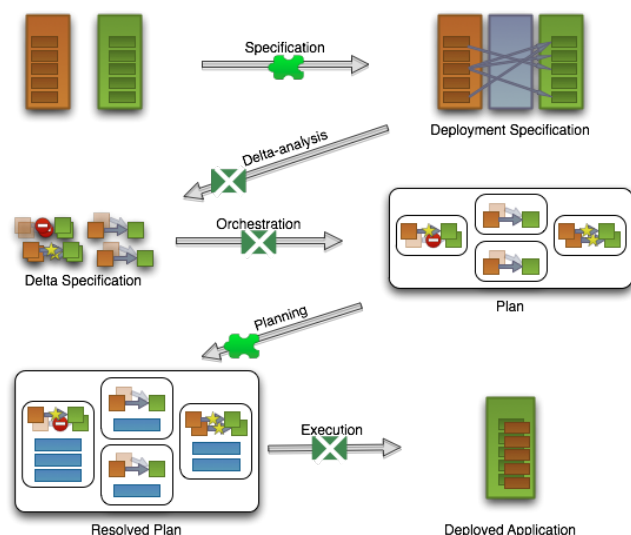 Specification
Deployment Specification
Delta-analysis
Orchestration
Delta Specification
Plan
Planning
Execution
Resolved Plan
Deployed Application